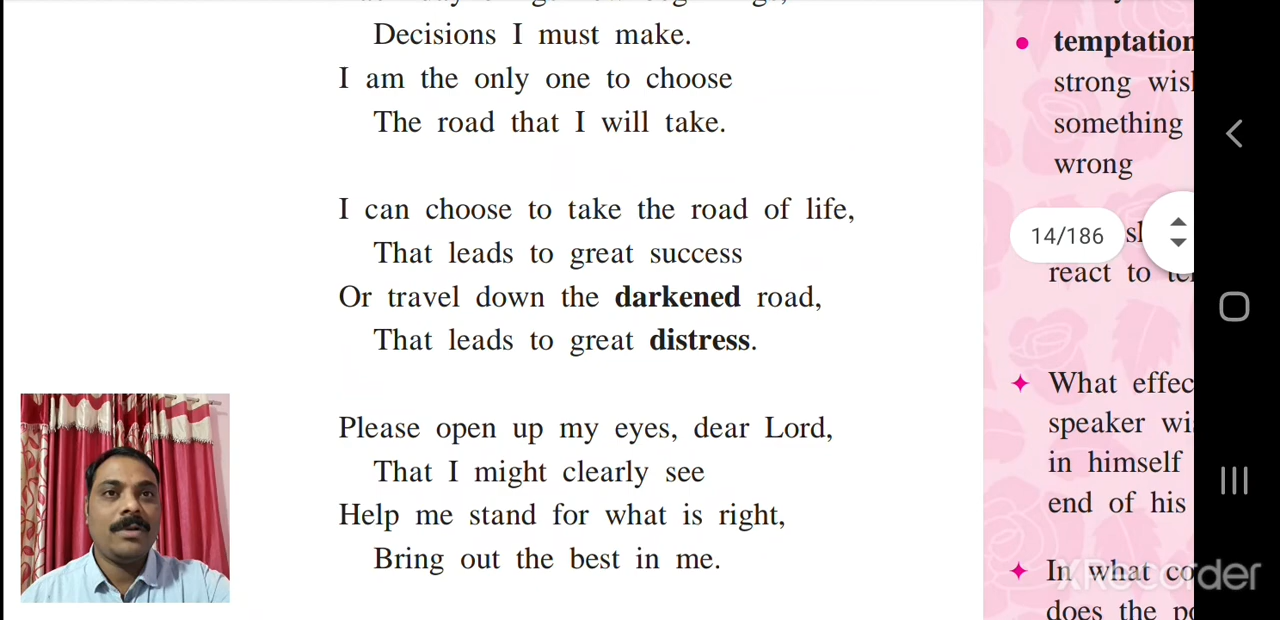 Decisions I must make.
I am the only one to choose
The road that I will take.
I can choose to take the road of life,
That leads to great success
Or travel down the darkened road,
That leads to great distress.
Please open up my eyes, dear Lord,
That I might clearly see
Help me stand for what is right,
Bring out the best in me.
temptation
strong
something
wrong
14/186
react to
What
speaker
in himself
end of his
In what
does the
XRecorder